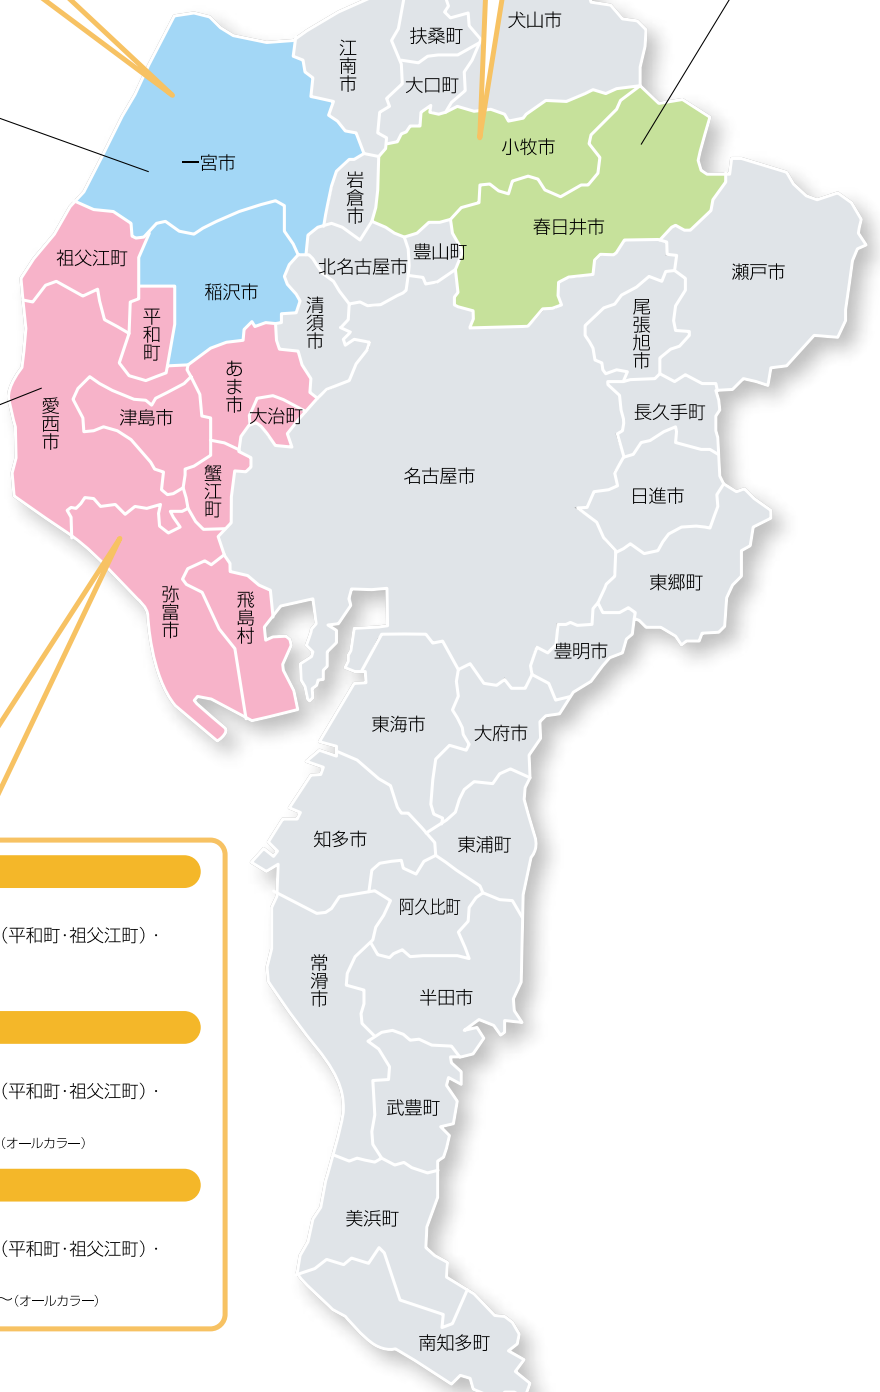 犬山市
扶桑町
江南市
大口町
小牧市
一宮市
岩倉市
春日井市
豊山町
祖父江町
北名古屋市
瀬戸市
稲沢市
清須市
平和町
尾張旭市
あま市
愛西市
津島市
大治町
長久手町
名古屋市
蟹江町
日進市
東郷町
弥富市
飛島村
豊明市
東海市
大府市
知多市
東浦町
阿久比町
(平和町･祖父江町)･
常滑市
半田市
(平和町･祖父江町)･
武豊町
(オールカラー)
美浜町
(平和町･祖父江町)･
〜(オールカラー)
南知多町